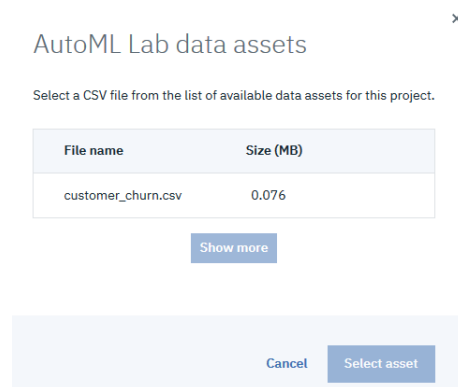 AutoML Lab data assets
Select a CSV file from the list of available data assets for this project.
File name Size (MB)
customer_churn.csv 0.076
Show more
Cancel Select asset